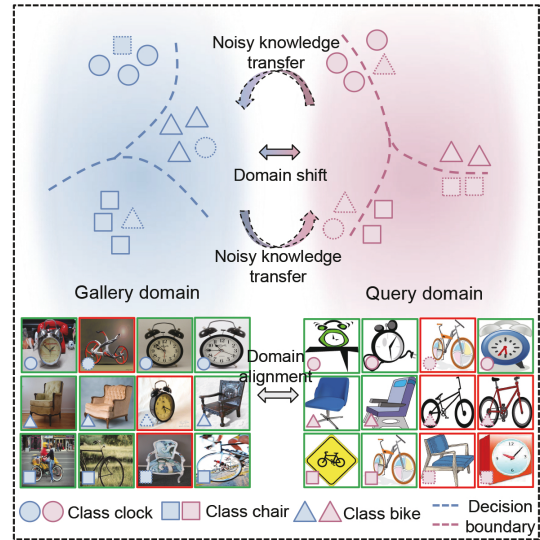 Noisy knowledge
transfer
Domain shift
Noisy knowledge
transfer
Gallery domain
Query domain
Domain
alignment
Class clock
Class chair
Class bike
Decision
boundary